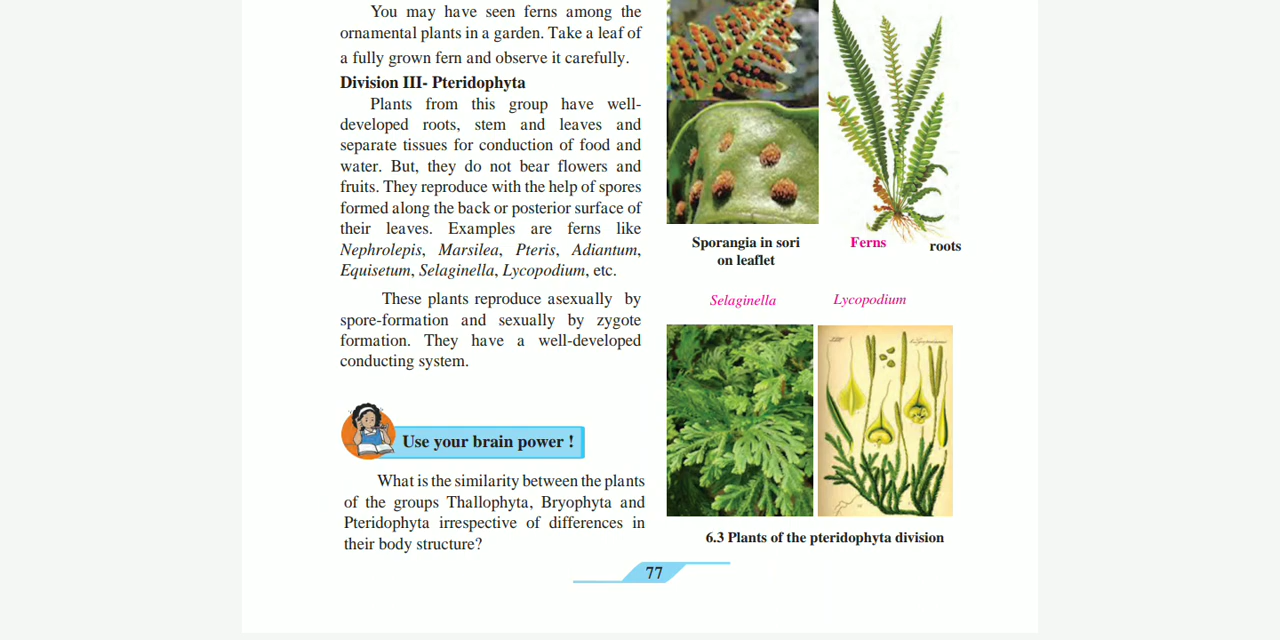 You may have seen ferns among the
ornamental plants in a garden. Take a leaf of
a fully grown fern and observe it carefully.
Division III- Pteridophyta
Plants from this group have well-
developed roots, stem and leaves and
separate tissues for conduction of food and
water. But, they do not bear flowers and
fruits. They reproduce with the help of spores
formed along the back or posterior surface of
their leaves. Examples are ferns like
Nephrolepis, Marsilea, Pteris, Adiantum,
Equisetum, Selaginella, Lycopodium, etc.
These plants reproduce asexually by
spore-formation and sexually by zygote
formation. They have a well-developed
conducting system.
Use your brain power !
What is the similarity between the plants
of the groups Thallophyta, Bryophyta and
Pteridophyta irrespective of differences in
their body structure?
Sporangia in sori
on leaflet
Ferns
roots
Selaginella
Lycopodium
6.3 Plants of the pteridophyta division
77